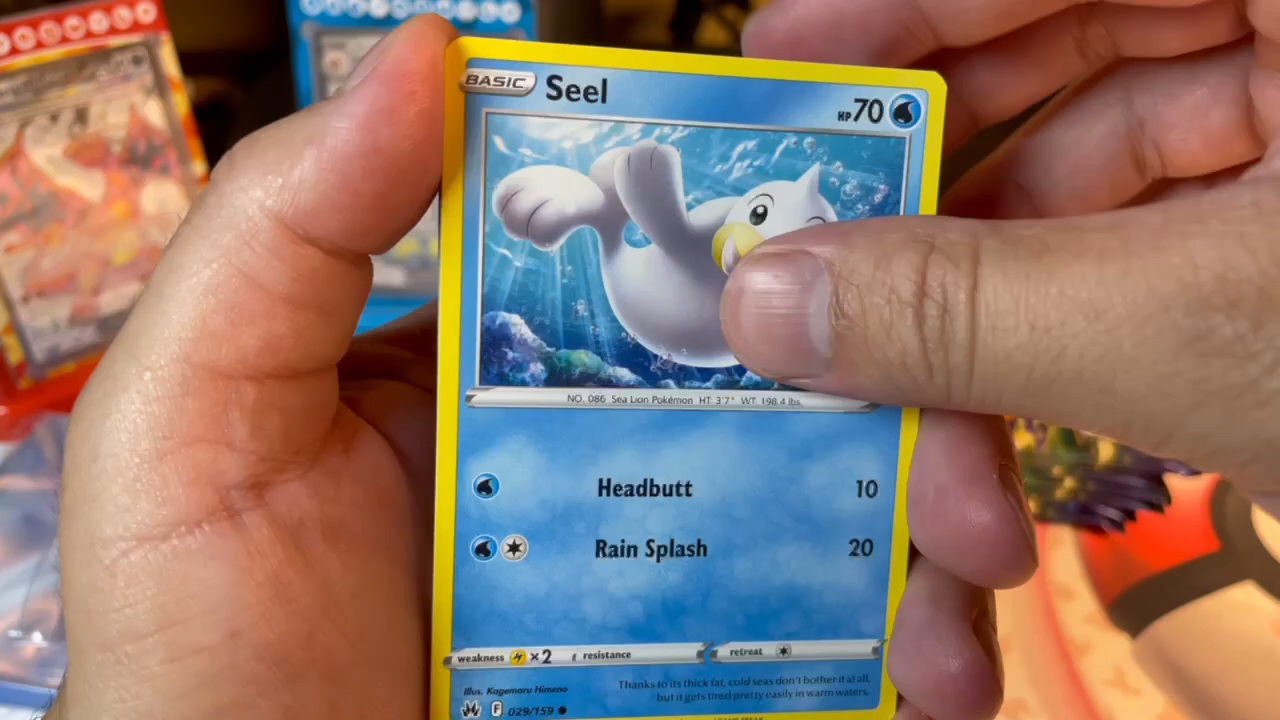 BASIC Seel HP 70
NO. 086 Sea Lion Pokémon HT: 3'7" WT: 198.4 lbs.
Headbutt 10
Rain Splash 20
weakness ×2 resistance retreat
Illus. Kagemaru Himeno
Thanks to its thick fat, cold seas don't bother it at all,
but it gets tired pretty easily in warm waters.
F 029/159